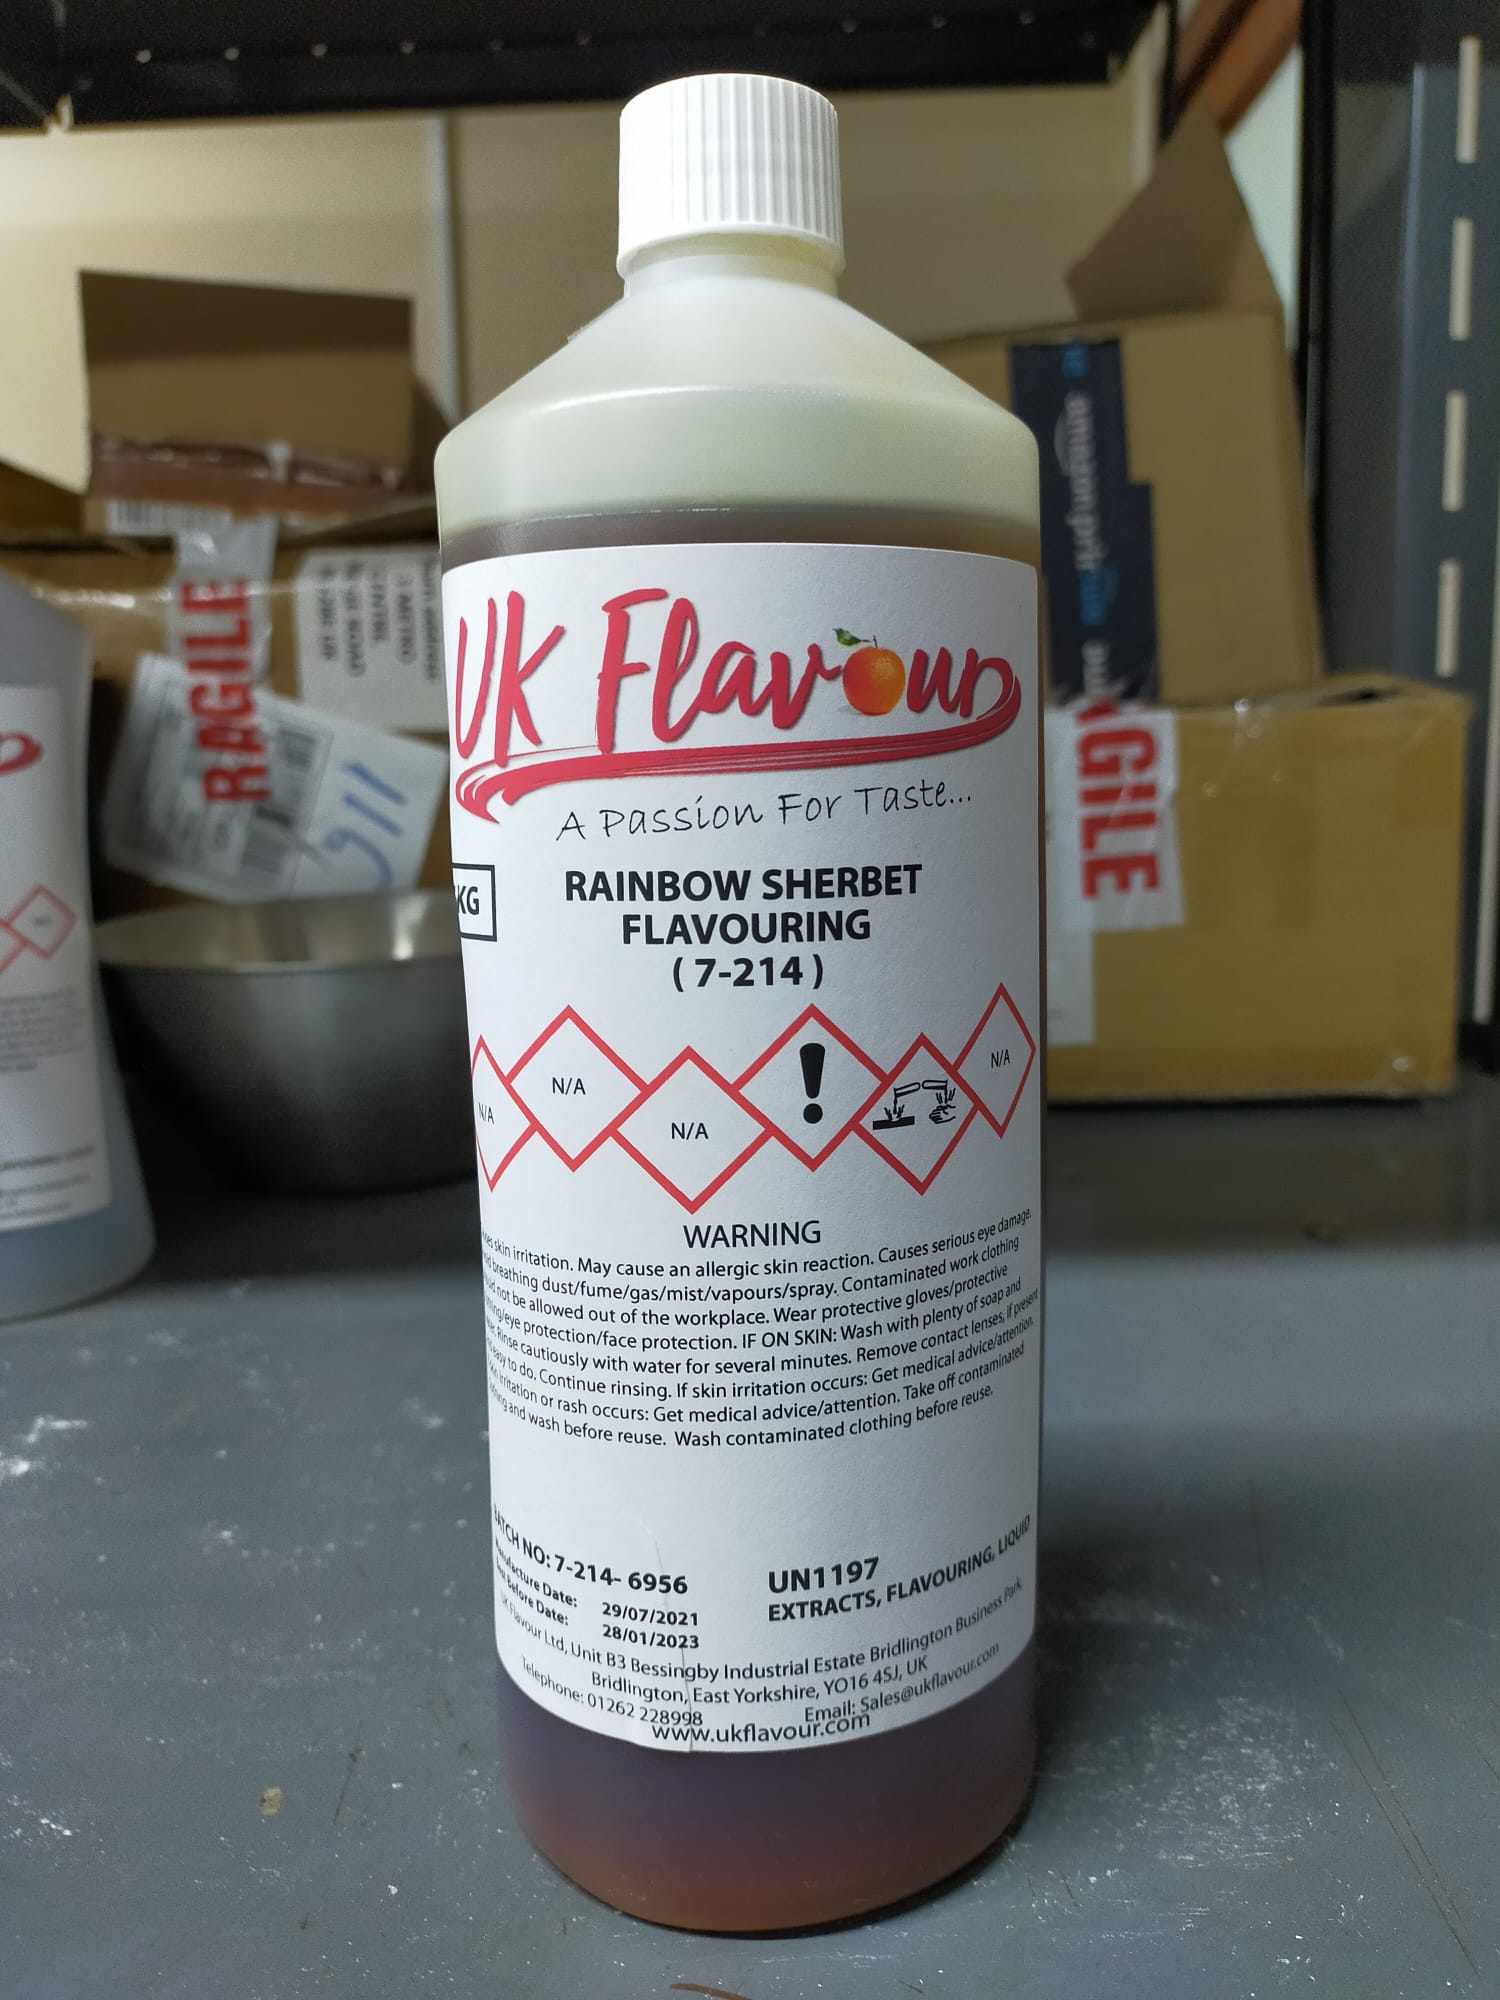 UK Flavour
A Passion For Taste...
KG
RAINBOW SHERBET
FLAVOURING
( 7-214 )
N/A
N/A
N/A
N/A
WARNING
skin irritation. May cause an allergic skin reaction. Causes serious eye damage.
breathing dust/fume/gas/mist/vapours/spray. Contaminated work clothing
not be allowed out of the workplace. Wear protective gloves/protective
/eye protection/face protection. IF ON SKIN: Wash with plenty of soap and
Rinse cautiously with water for several minutes. Remove contact lenses, if present
easy to do. Continue rinsing. If skin irritation occurs: Get medical advice/attention.
irritation or rash occurs: Get medical advice/attention. Take off contaminated
and wash before reuse. Wash contaminated clothing before reuse.
BATCH NO: 7-214- 6956
Manufacture Date: 29/07/2021
Best Before Date: 28/01/2023
UN1197
EXTRACTS, FLAVOURING, LIQUID
UK Flavour Ltd, Unit B3 Bessingby Industrial Estate Bridlington Business Park,
Bridlington, East Yorkshire, YO16 4SJ, UK
Telephone: 01262 228998
Email: Sales@ukflavour.com
www.ukflavour.com
FRAGILE
amazonprime
GILE